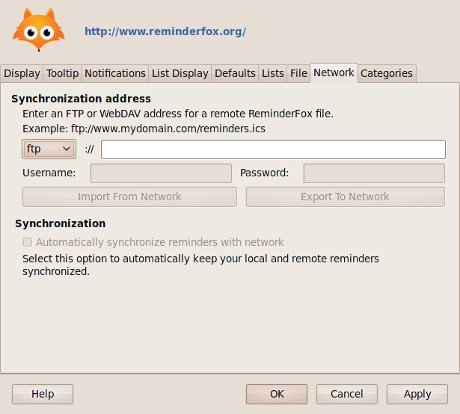 http://www.reminderfox.org/
Display Tooltip Notifications List Display Defaults Lists File Network Categories
Synchronization address
Enter an FTP or WebDAV address for a remote ReminderFox file.
Example: ftp://www.mydomain.com/reminders.ics
ftp ://
Username: Password:
Import From Network Export To Network
Synchronization
Automatically synchronize reminders with network
Select this option to automatically keep your local and remote reminders
synchronized.
Help OK Cancel Apply